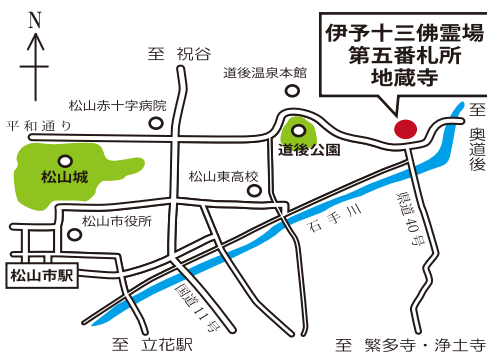 N
至 祝谷
伊予十三佛霊場
第五番札所
地蔵寺
道後温泉本館
松山赤十字病院
平和通り
至 奥道後
道後公園
松山城
松山東高校
県道40号
石手川
松山市役所
松山市駅
国道11号
至 立花駅
至 繁多寺・浄土寺